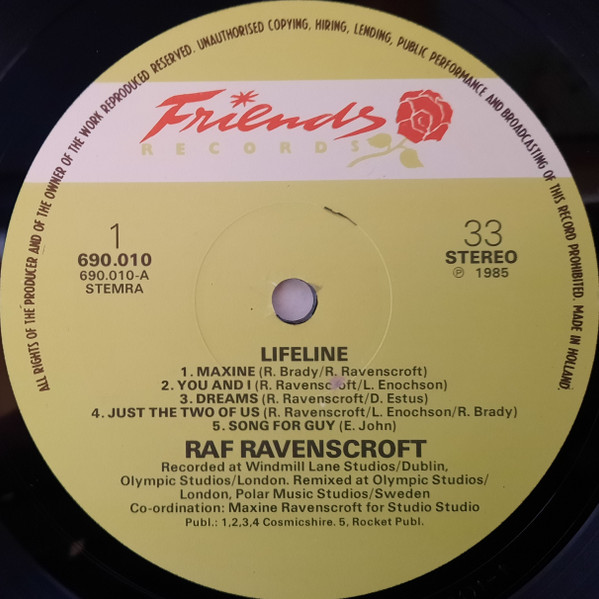 ALL RIGHTS OF THE PRODUCER AND OF THE OWNER OF THE WORK REPRODUCED RESERVED. UNAUTHORISED COPYING, HIRING, LENDING, PUBLIC PERFORMANCE AND BROADCASTING OF THIS RECORD PROHIBITED. MADE IN HOLLAND.
Friends
RECORDS
1
690.010
690.010-A
STEMRA
33
STEREO
℗ 1985
LIFELINE
1. MAXINE (R. Brady/R. Ravenscroft)
2. YOU AND I (R. Ravenscroft/L. Enochson)
3. DREAMS (R. Ravenscroft/D. Estus)
4. JUST THE TWO OF US (R. Ravenscroft/L. Enochson/R. Brady)
5. SONG FOR GUY (E. John)
RAF RAVENSCROFT
Recorded at Windmill Lane Studios/Dublin,
Olympic Studios/London. Remixed at Olympic Studios/
London, Polar Music Studios/Sweden
Co-ordination: Maxine Ravenscroft for Studio Studio
Publ.: 1,2,3,4 Cosmicshire. 5, Rocket Publ.